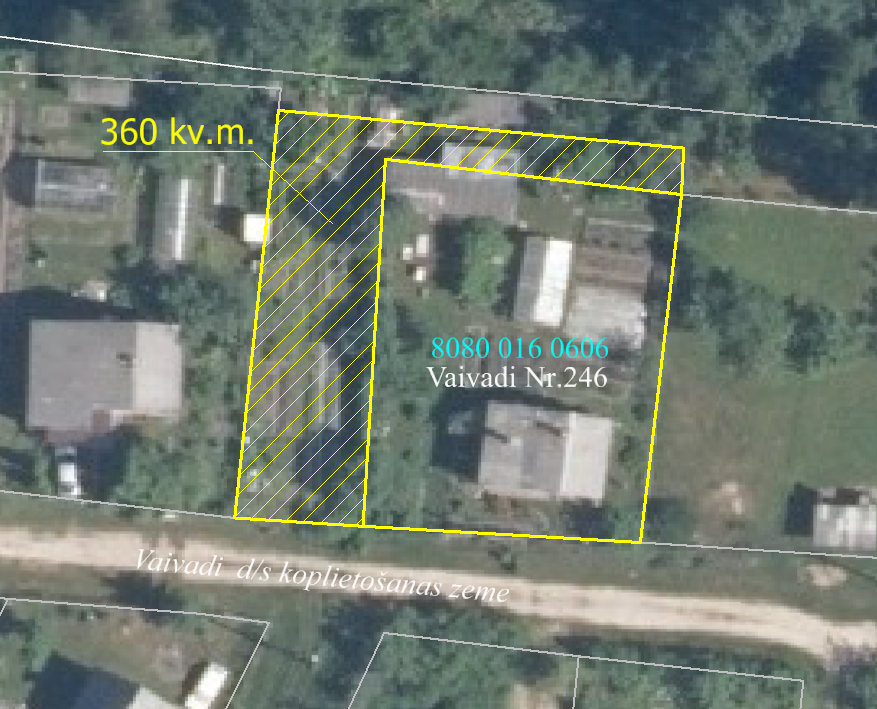 360 kv.m.
8080 016 0606
Vaivadi Nr.246
Vaivadi d/s koplietošanas zeme